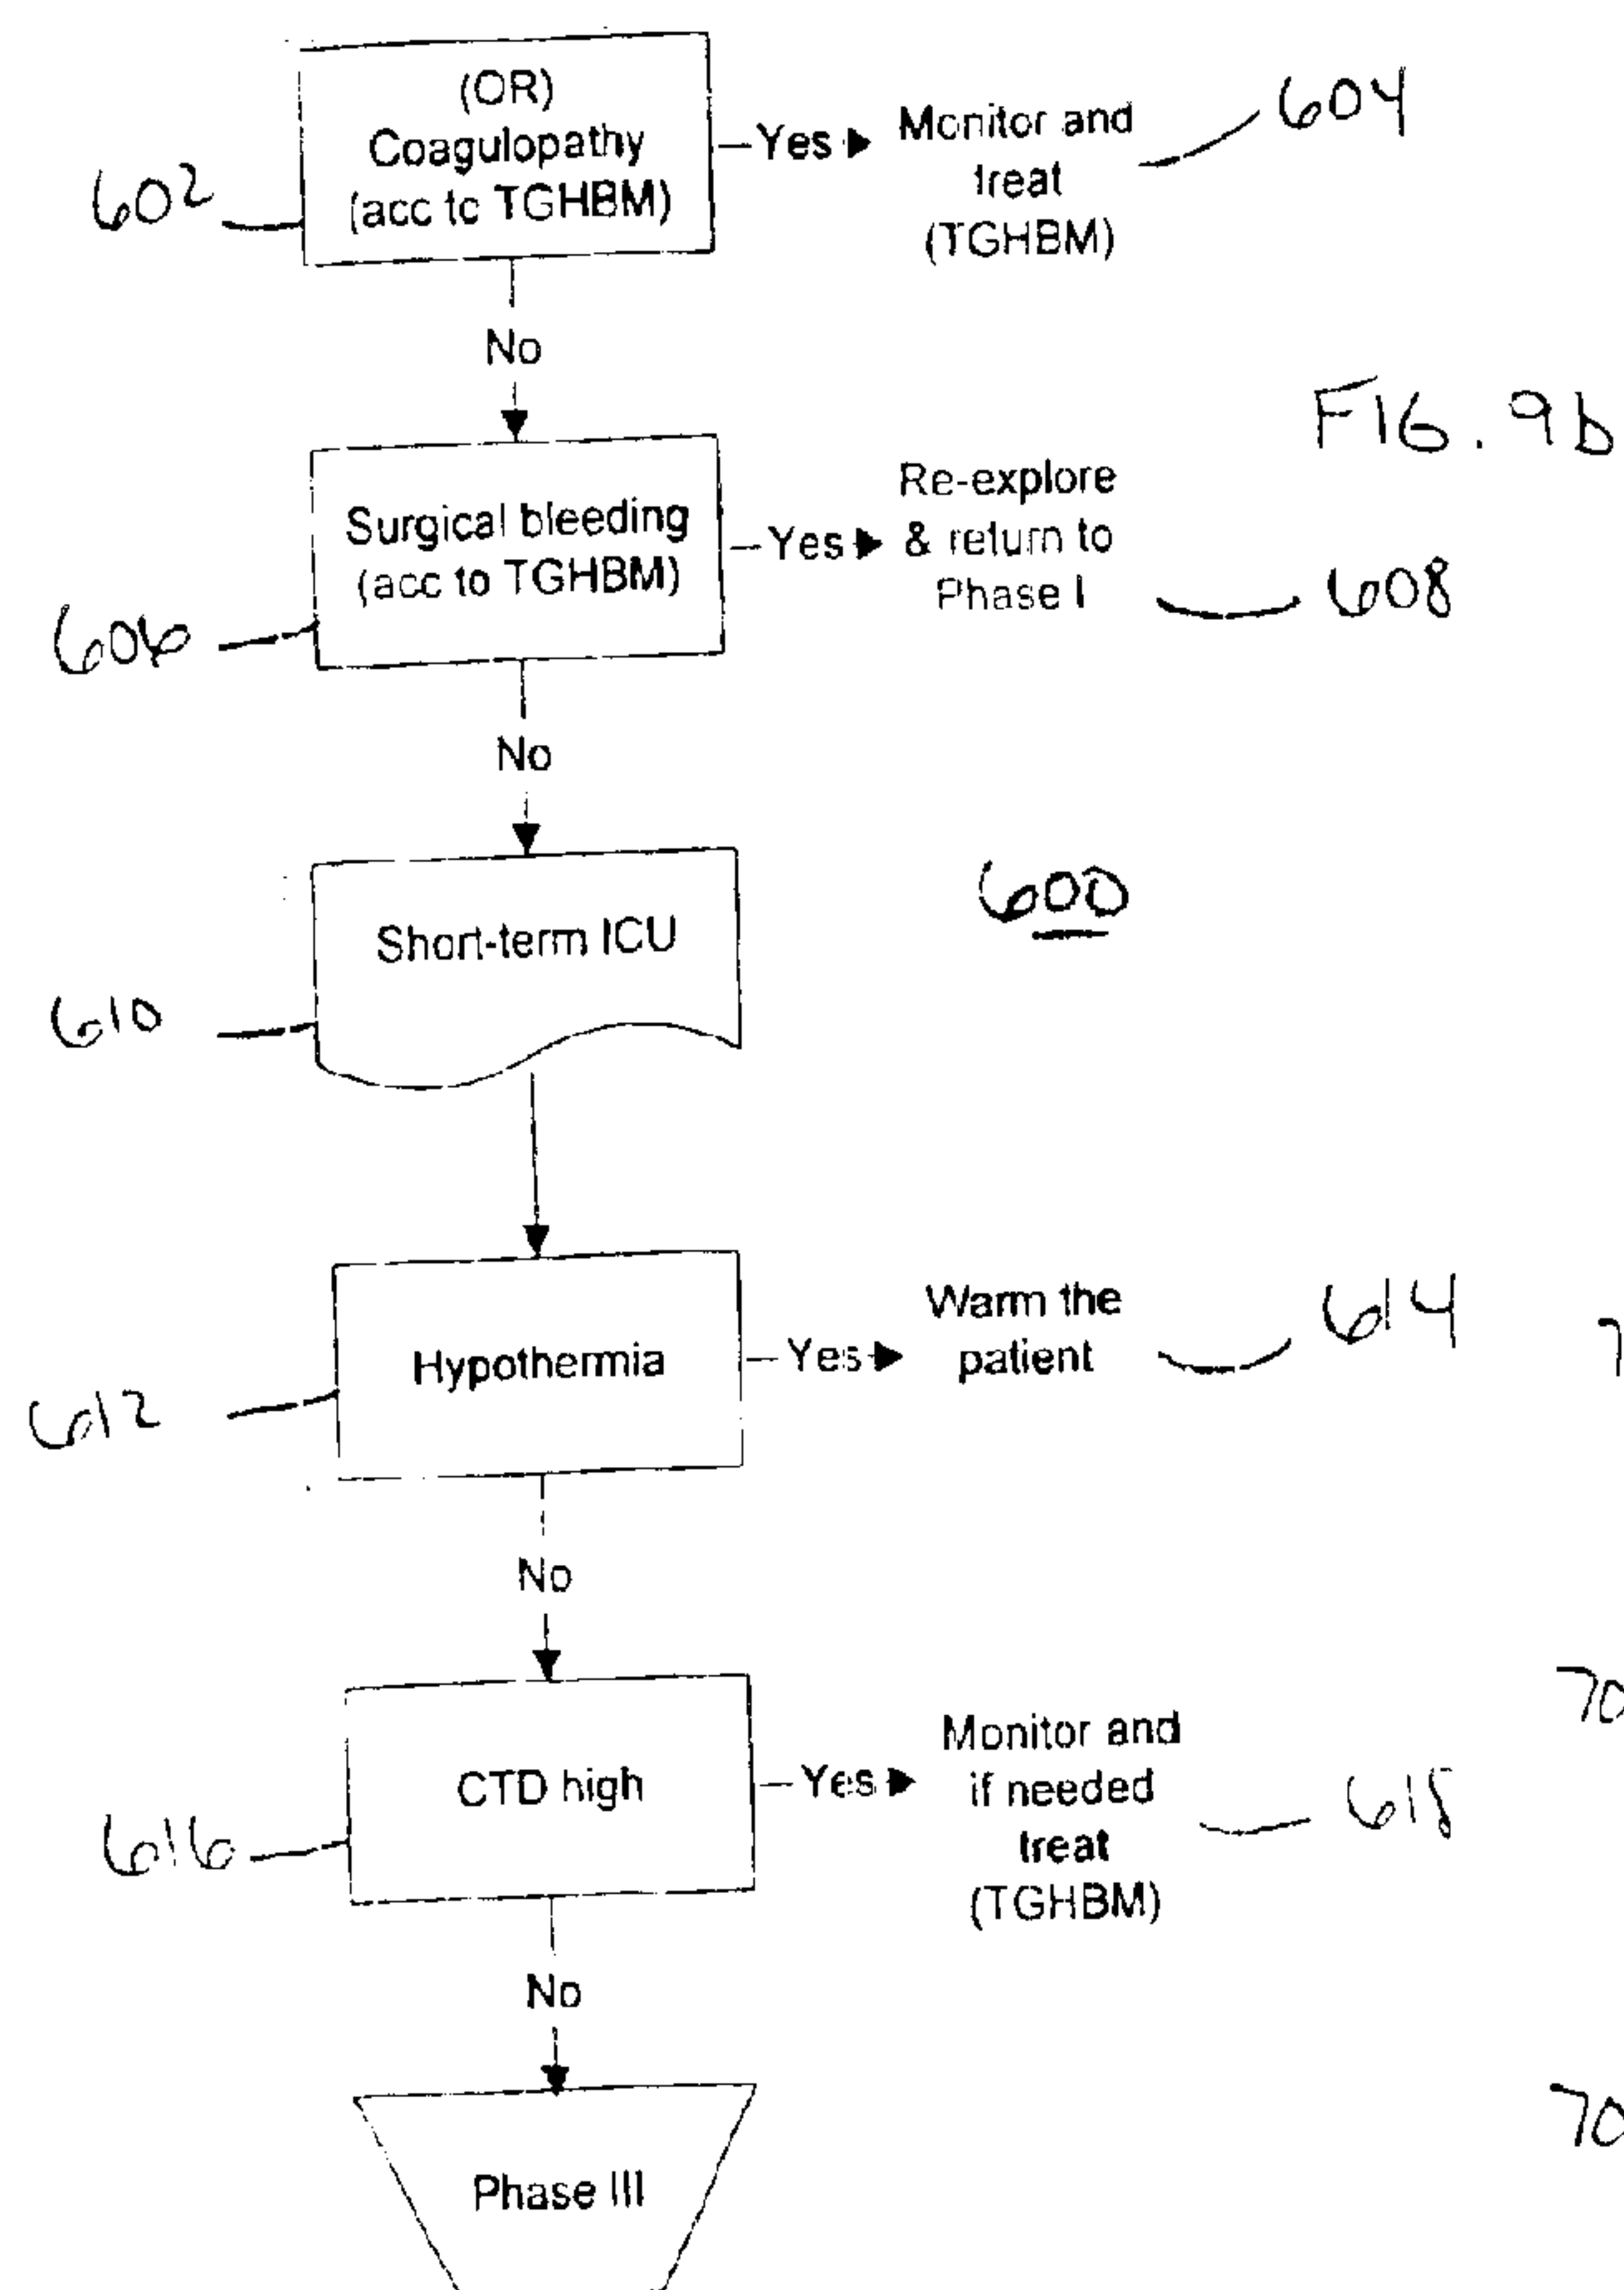 (OR)
Coagulopathy
(acc to TGHBM)
Yes
Monitor and
treat
(TGHBM)
604
602
No
FIG. 9b
Surgical bleeding
(acc to TGHBM)
Yes
Re-explore
& return to
Phase I
608
606
No
Short-term ICU
600
610
Hypothermia
Yes
Warm the
patient
614
612
No
CTD high
Yes
Monitor and
if needed
treat
(TGHBM)
618
616
No
70
70
Phase III